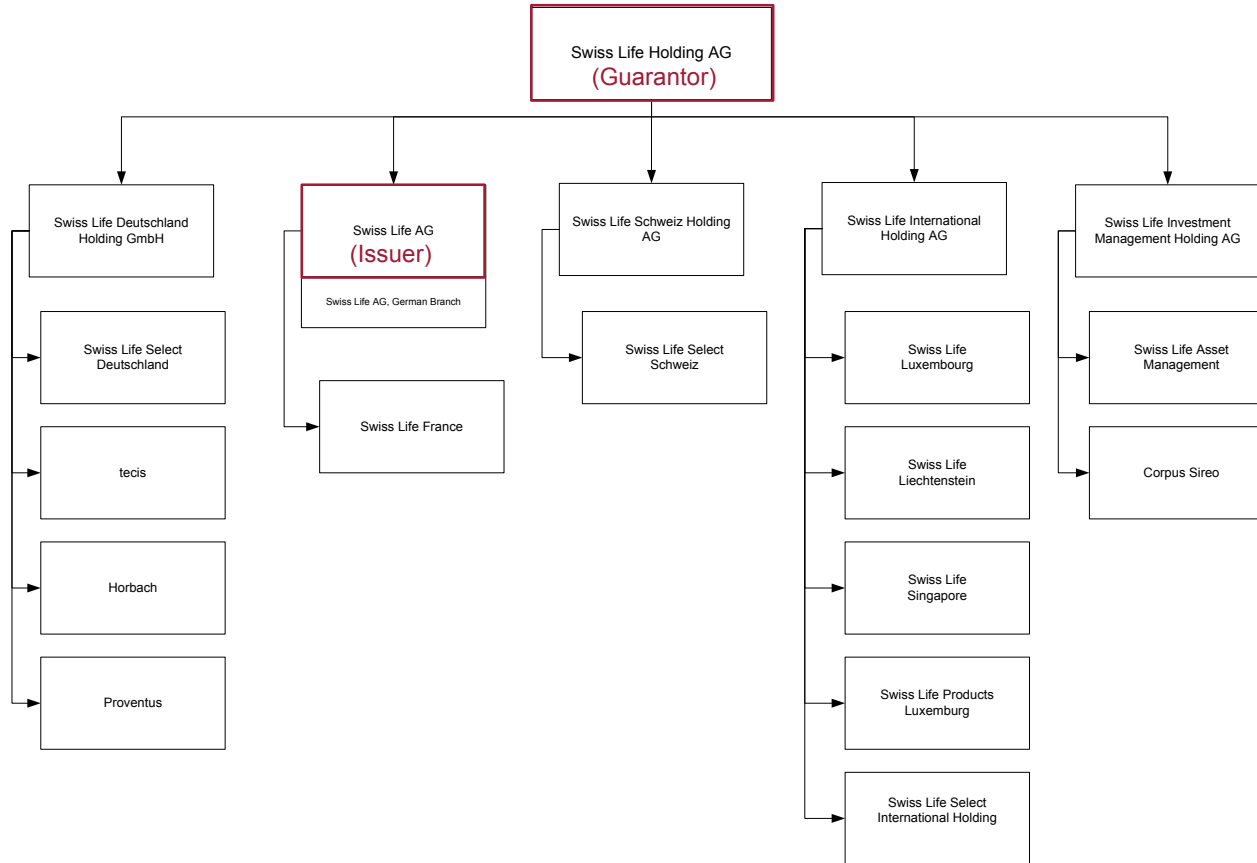 Swiss Life Holding AG
(Guarantor)
Swiss Life Deutschland
Holding GmbH
Swiss Life AG
(Issuer)
Swiss Life AG, German Branch
Swiss Life Schweiz Holding
AG
Swiss Life International
Holding AG
Swiss Life Investment
Management Holding AG
Swiss Life Select
Deutschland
tecis
Horbach
Proventus
Swiss Life France
Swiss Life Select
Schweiz
Swiss Life
Luxembourg
Swiss Life
Liechtenstein
Swiss Life
Singapore
Swiss Life Products
Luxemburg
Swiss Life Select
International Holding
Swiss Life Asset
Management
Corpus Sireo